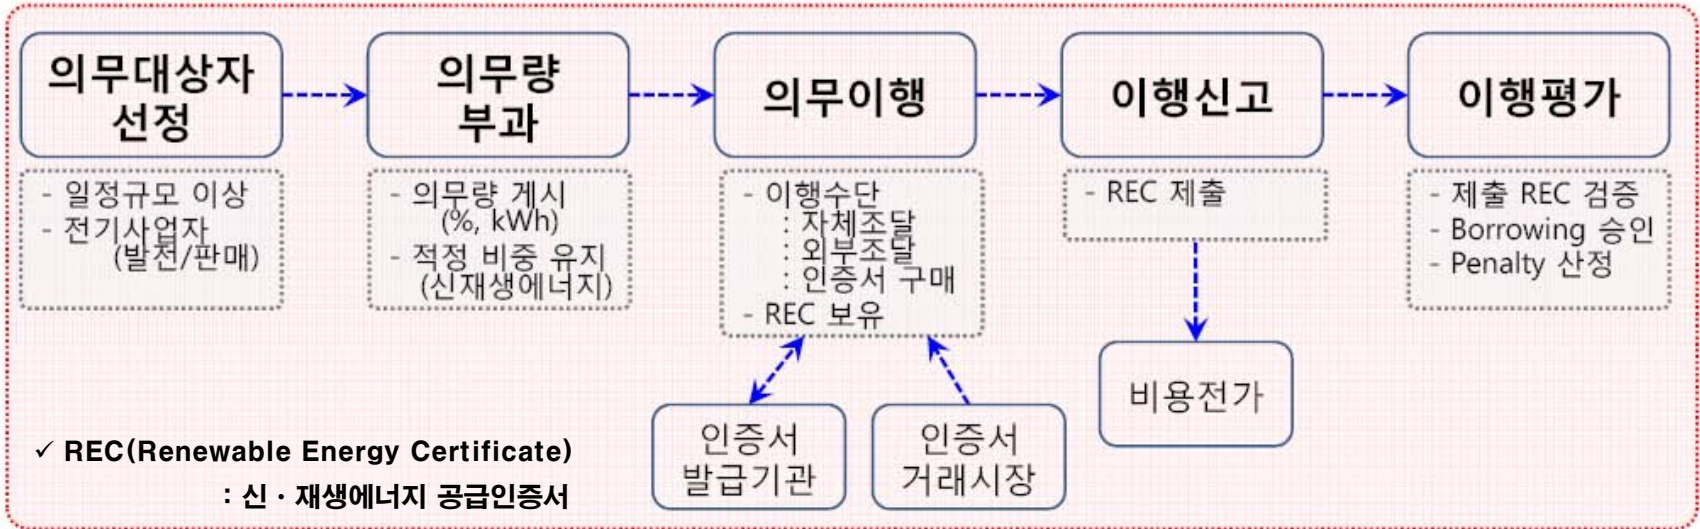 의무대상자
선정
의무량
부과
의무이행
이행신고
이행평가
- 일정규모 이상
- 전기사업자
(발전/판매)
- 의무량 게시
(%, kWh)
- 적정 비중 유지
(신재생에너지)
- 이행수단
: 자체조달
: 외부조달
: 인증서 구매
- REC 보유
- REC 제출
- 제출 REC 검증
- Borrowing 승인
- Penalty 산정
비용전가
인증서
발급기관
인증서
거래시장
✓ REC(Renewable Energy Certificate)
: 신 · 재생에너지 공급인증서